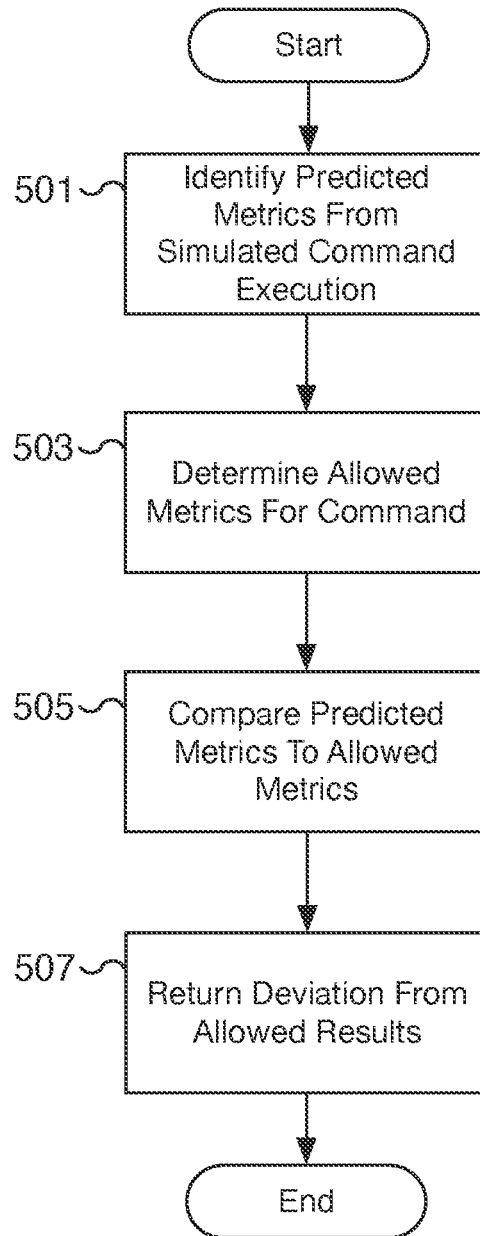 Start
501
Identify Predicted
Metrics From
Simulated Command
Execution
503
Determine Allowed
Metrics For Command
505
Compare Predicted
Metrics To Allowed
Metrics
507
Return Deviation From
Allowed Results
End